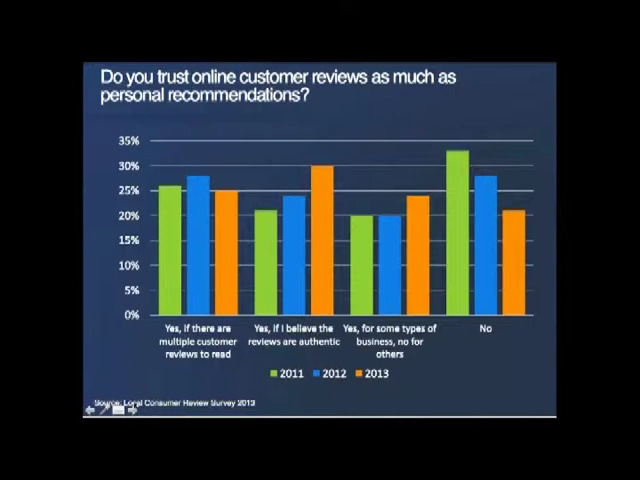 Do you trust online customer reviews as much as
personal recommendations?
35%
30%
25%
20%
15%
10%
5%
0%
Yes, if there are
multiple customer
reviews to read
Yes, if I believe the
reviews are authentic
Yes, for some types of
business, no for
others
No
2011 2012 2013
Source: Local Consumer Review Survey 2013